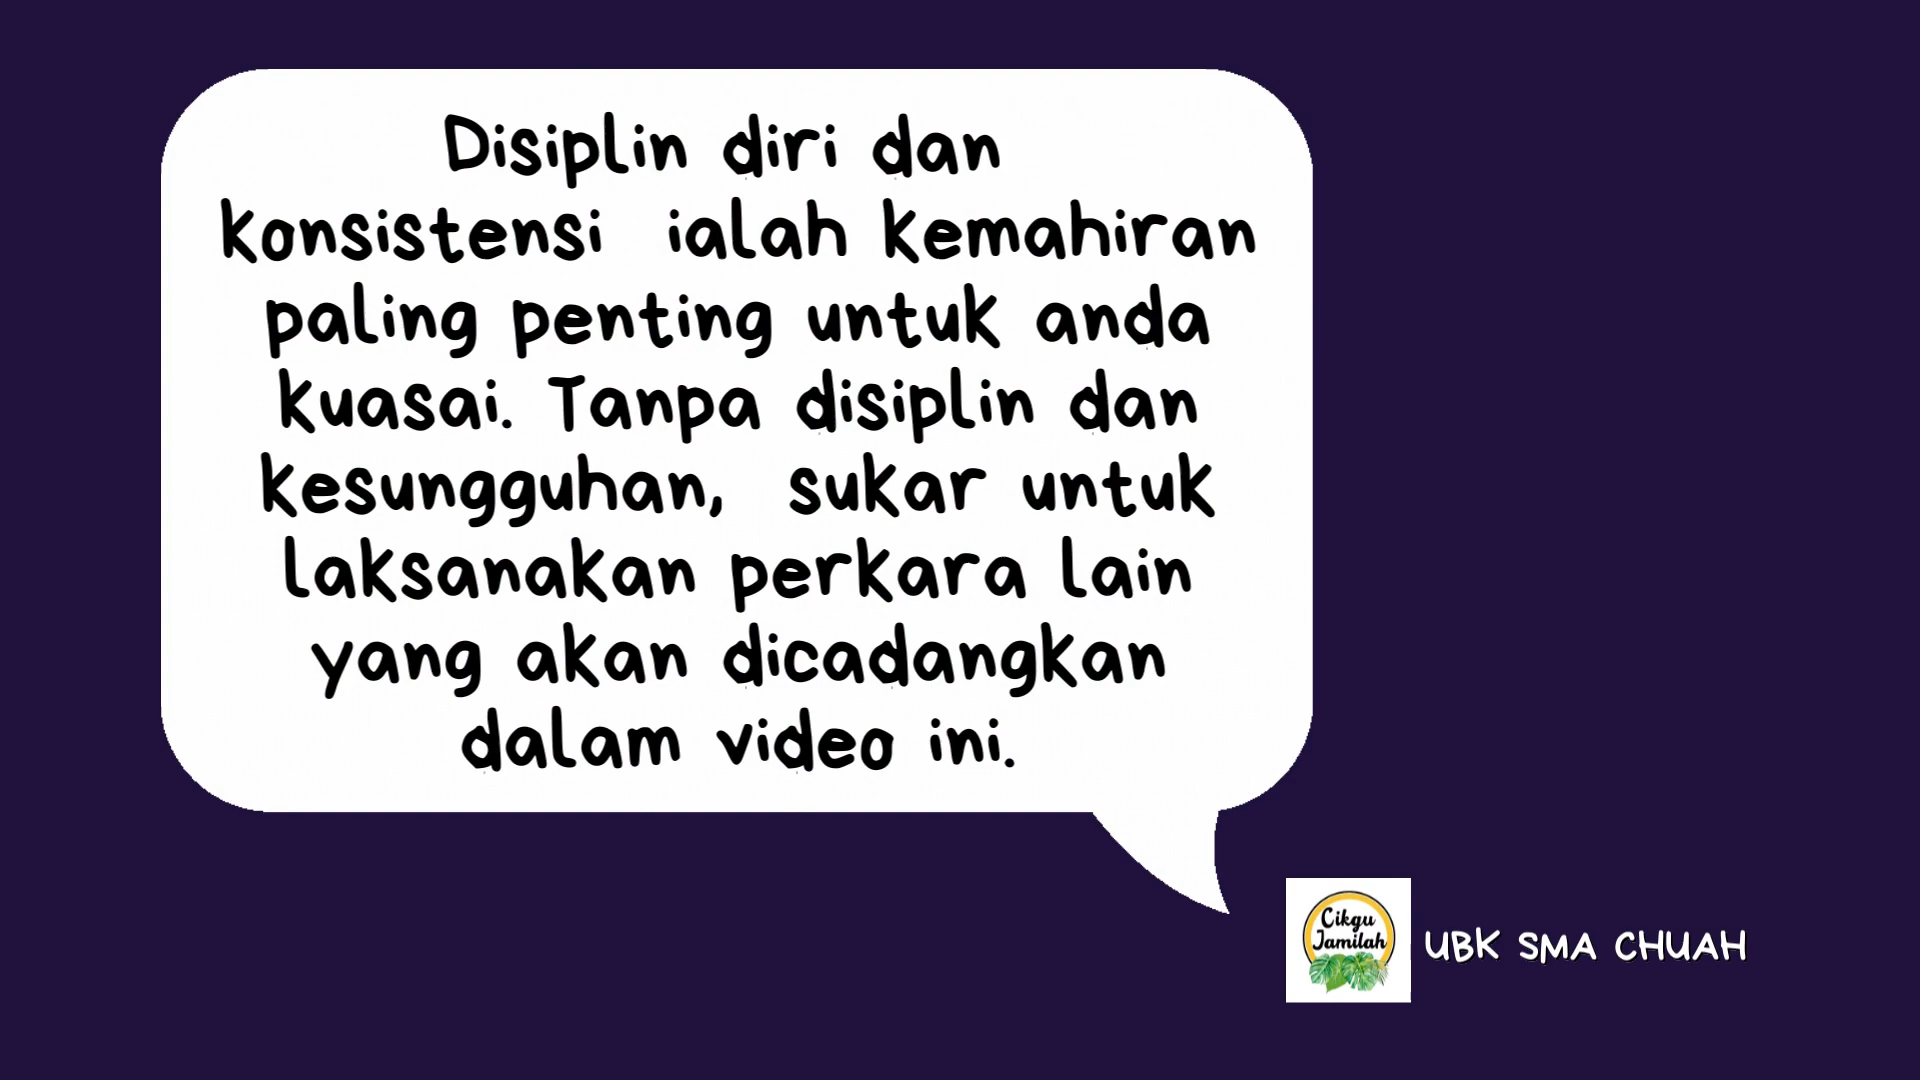 Disiplin diri dan
konsistensi ialah kemahiran
paling penting untuk anda
kuasai. Tanpa disiplin dan
kesungguhan, sukar untuk
laksanakan perkara lain
yang akan dicadangkan
dalam video ini.
Cikgu
Jamilah
UBK SMA CHUAH